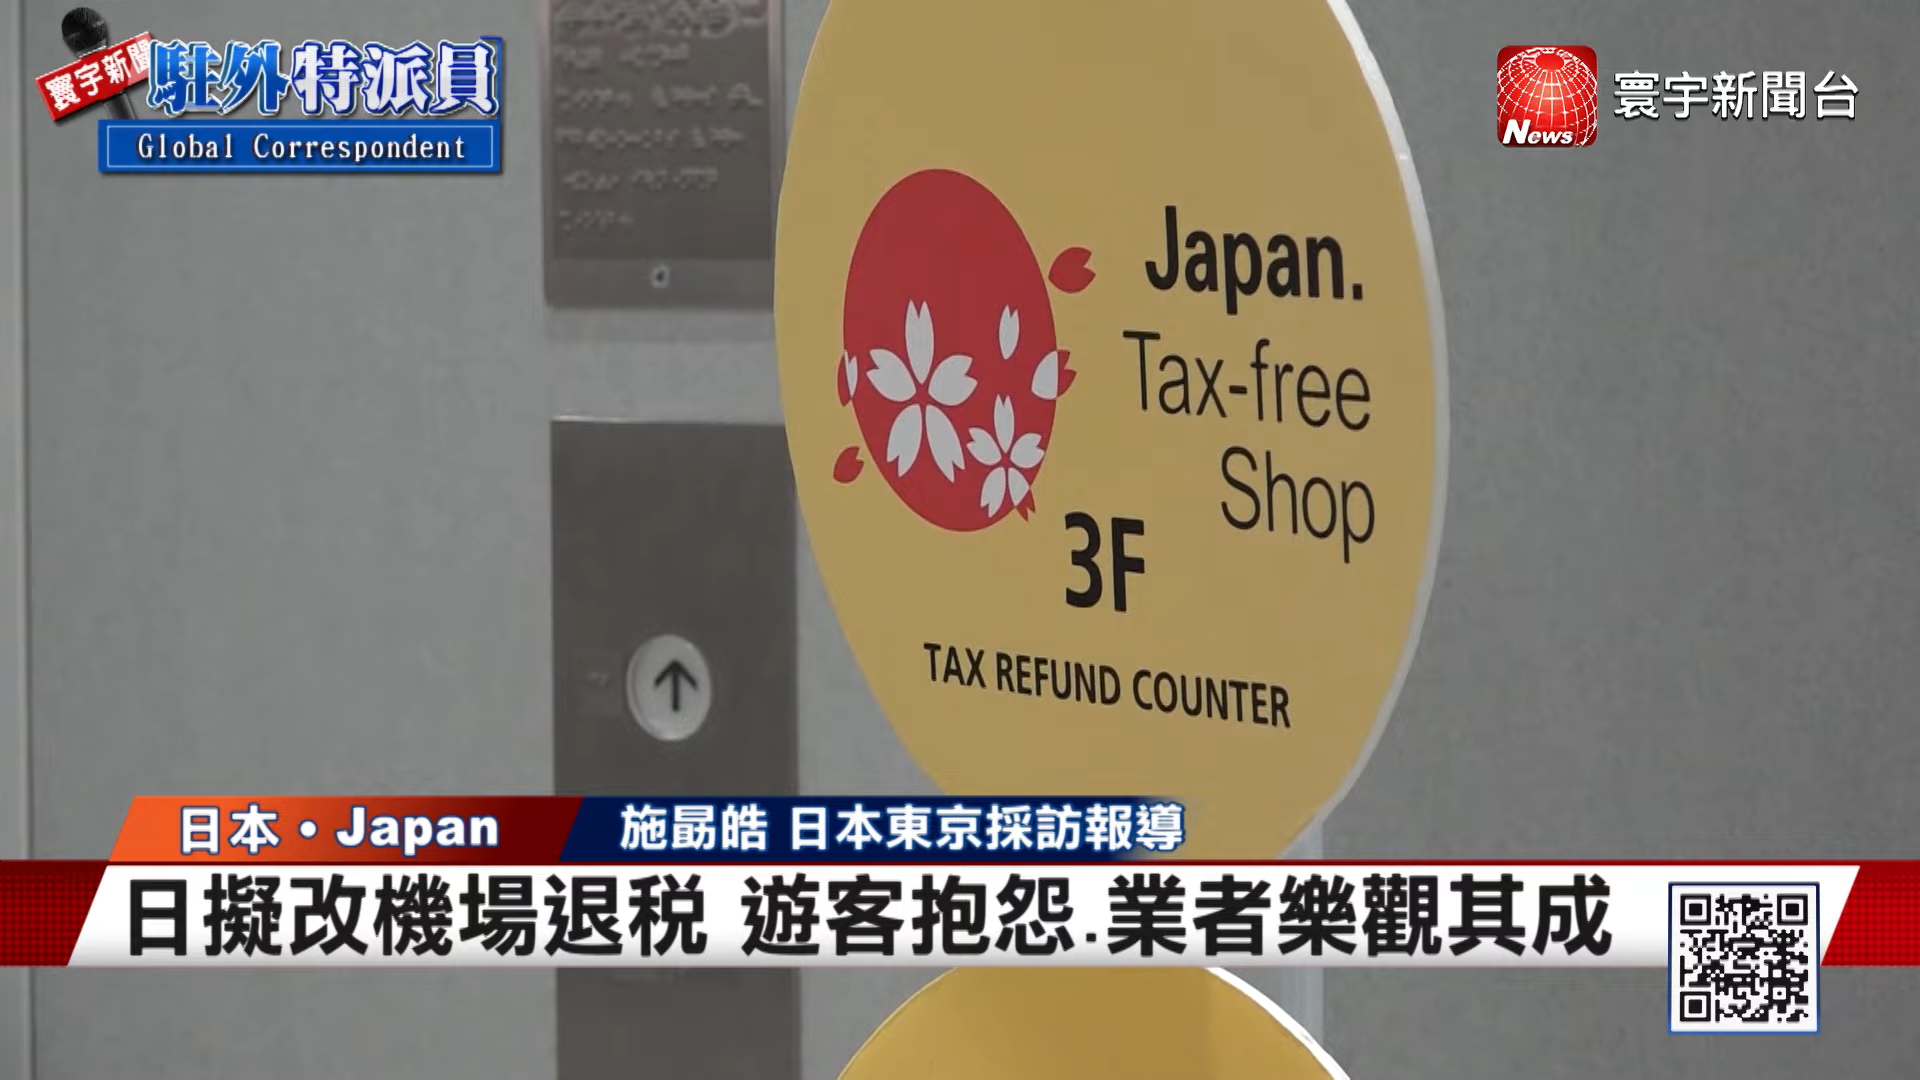 寰宇新聞
駐外特派員
Global Correspondent
News
寰宇新聞台
Japan.
Tax-free
Shop
3F
TAX REFUND COUNTER
日本・Japan
施勗皓 日本東京採訪報導
日擬改機場退稅 遊客抱怨.業者樂觀其成